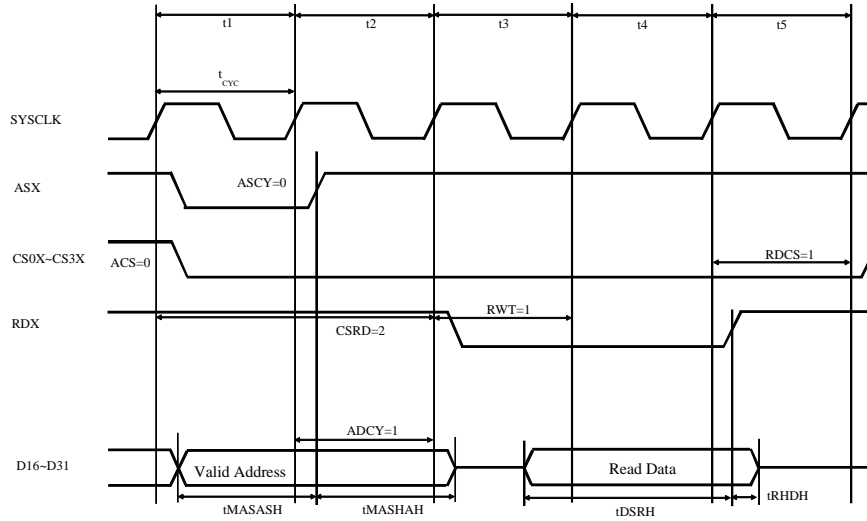 t1 t2 t3 t4 t5
tCYC
SYSCLK
ASX
ASCY=0
CS0X~CS3X
ACS=0
RDCS=1
RDX
RWT=1
CSRD=2
ADCY=1
D16~D31
Valid Address
Read Data
tRHDH
tMASASH tMASHAH tDSRH